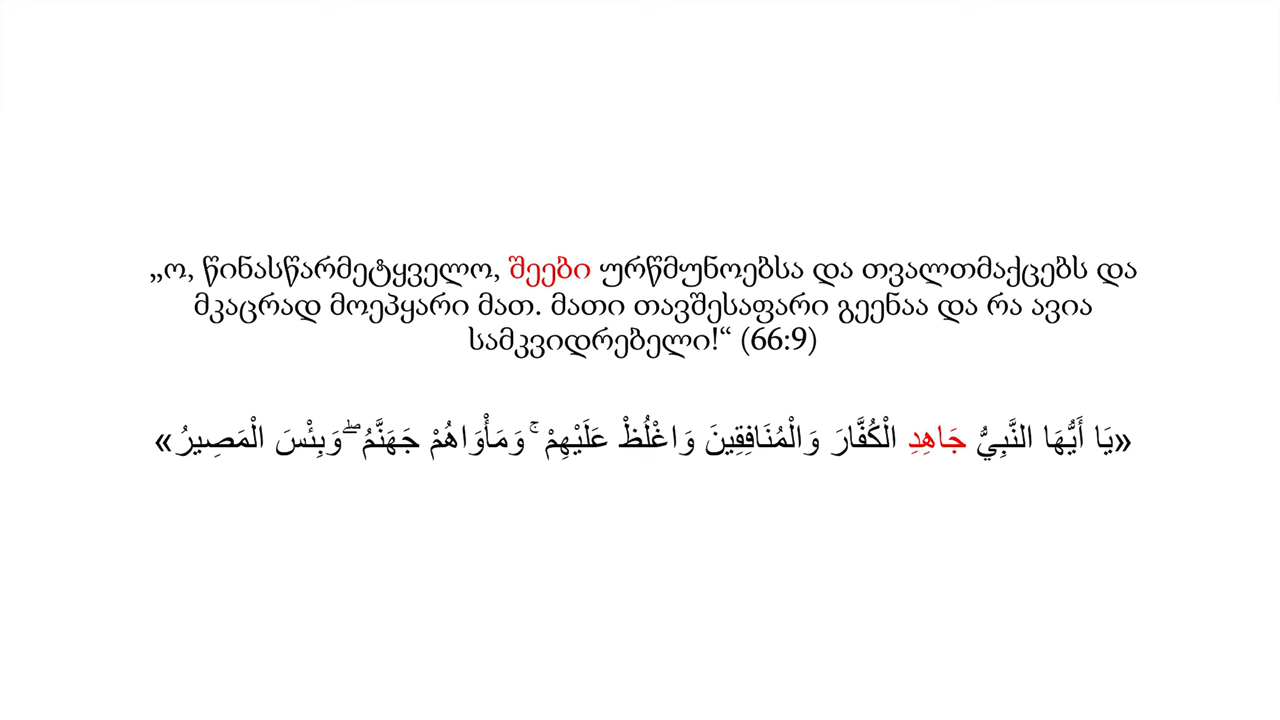 „ო, წინასწარმეტყველო, შეები ურწმუნოებსა და თვალთმაქცებს და
მკაცრად მოეპყარი მათ. მათი თავშესაფარი გეენაა და რა ავია
სამკვიდრებელი!“ (66:9)
«يَا أَيُّهَا النَّبِيُّ جَاهِدِ الْكُفَّارَ وَالْمُنَافِقِينَ وَاغْلُظْ عَلَيْهِمْ ۚ وَمَأْوَاهُمْ جَهَنَّمُ ۖ وَبِئْسَ الْمَصِيرُ»